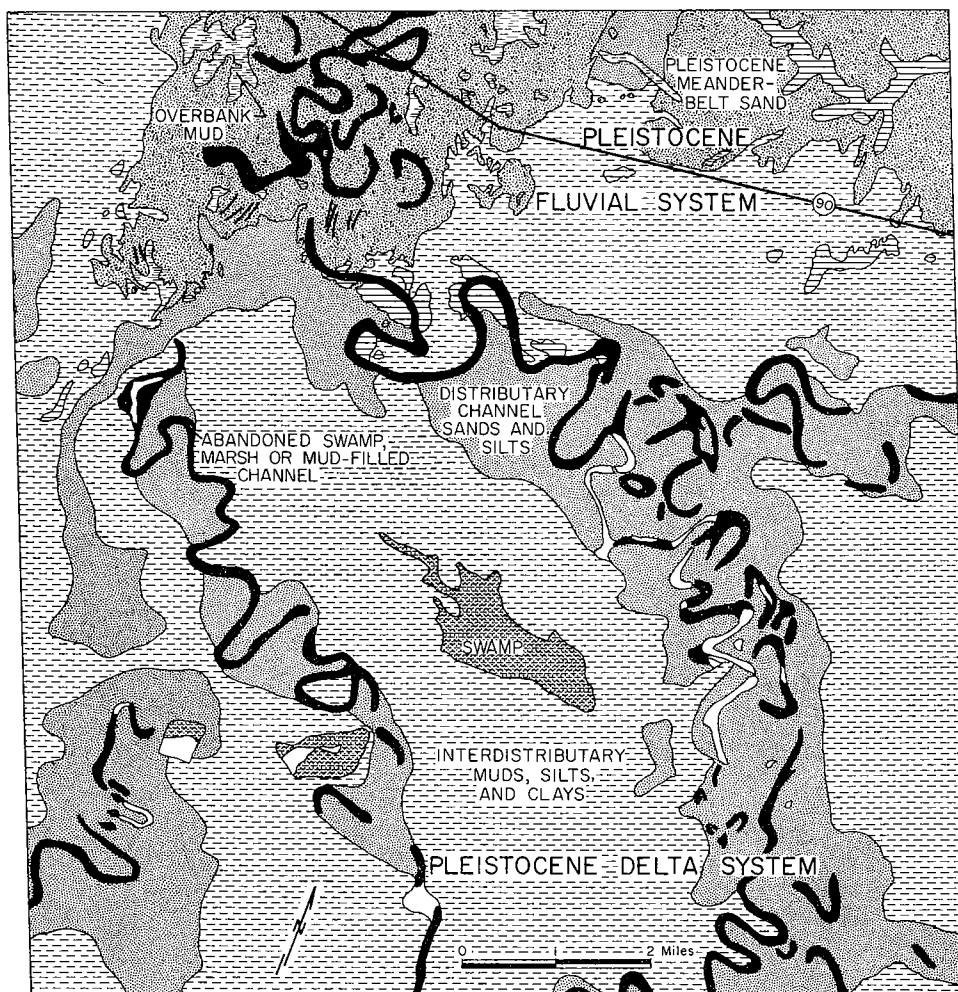 PLEISTOCENE
MEANDER-
BELT SAND
OVERBANK
MUD
PLEISTOCENE
FLUVIAL SYSTEM
90
DISTRIBUTARY
CHANNEL
SANDS AND
SILTS
ABANDONED SWAMP,
MARSH OR MUD-FILLED
CHANNEL
SWAMP
INTERDISTRIBUTARY
MUDS, SILTS,
AND CLAYS
PLEISTOCENE DELTA SYSTEM
N
0 1 2 Miles